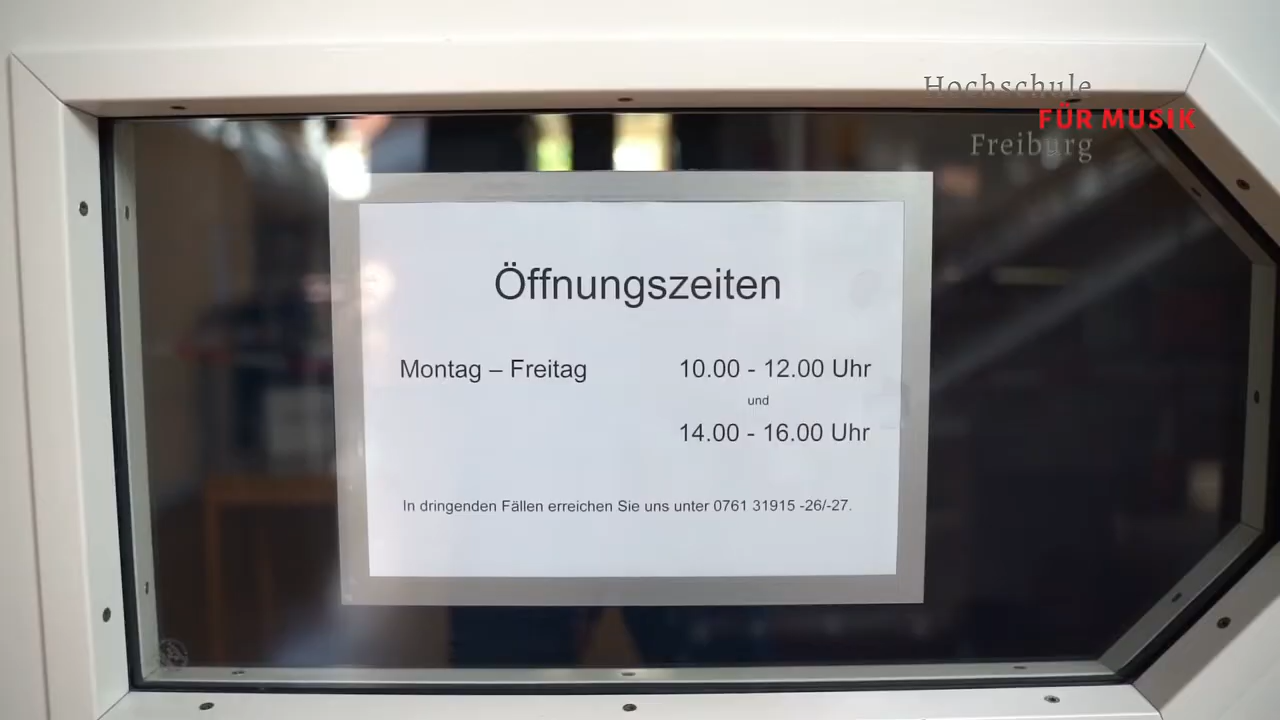 Hochschule
FÜR MUSIK
Freiburg
Öffnungszeiten
Montag – Freitag 10.00 - 12.00 Uhr
und
14.00 - 16.00 Uhr
In dringenden Fällen erreichen Sie uns unter 0761 31915 -26/-27.